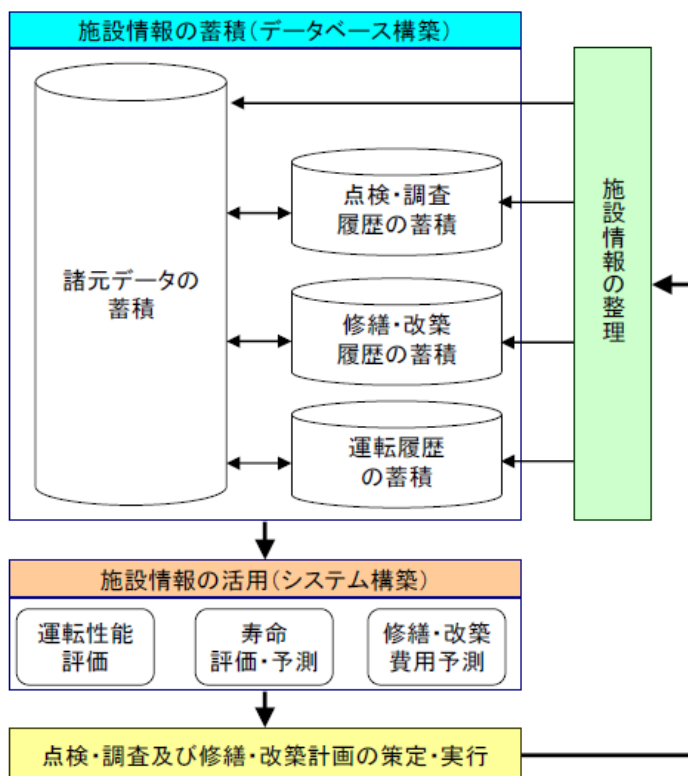 施設情報の蓄積(データベース構築)
諸元データの
蓄積
点検・調査
履歴の蓄積
修繕・改築
履歴の蓄積
運転履歴
の蓄積
施設情報の整理
施設情報の活用(システム構築)
運転性能
評価
寿命
評価・予測
修繕・改築
費用予測
点検・調査及び修繕・改築計画の策定・実行